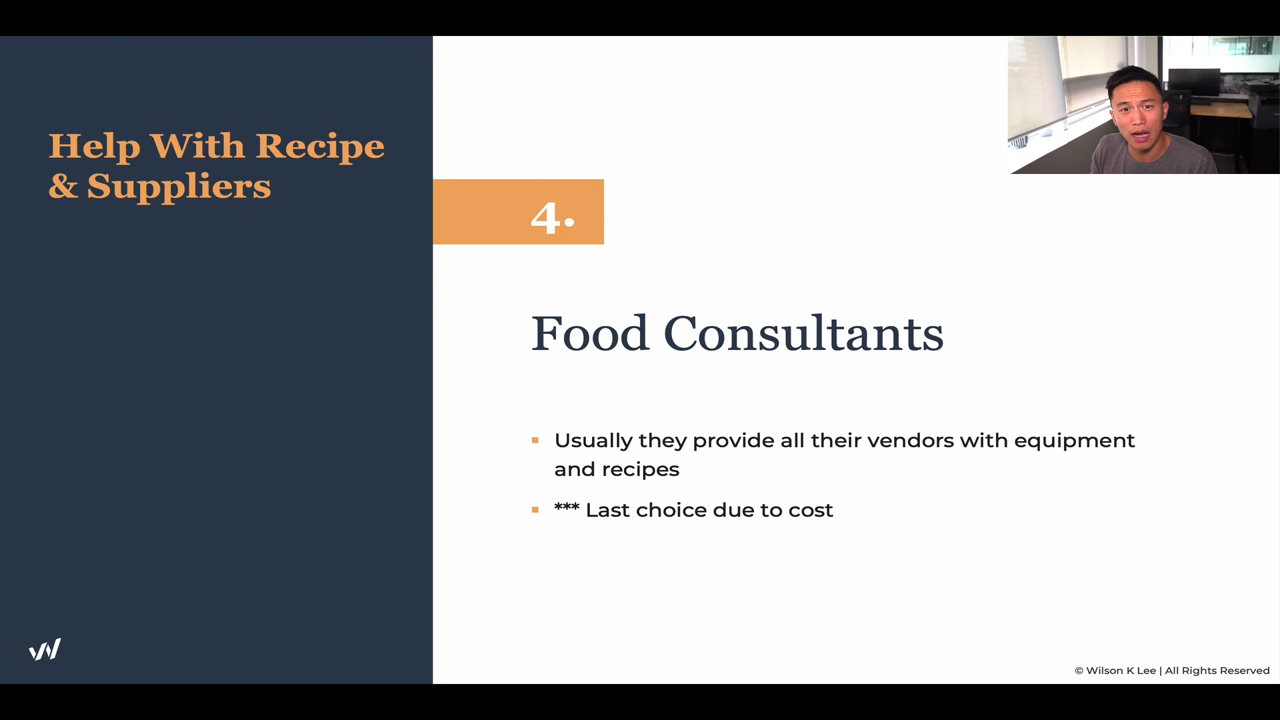 Help With Recipe
& Suppliers
4.
Food Consultants
▪ Usually they provide all their vendors with equipment
and recipes
▪ *** Last choice due to cost
© Wilson K Lee | All Rights Reserved